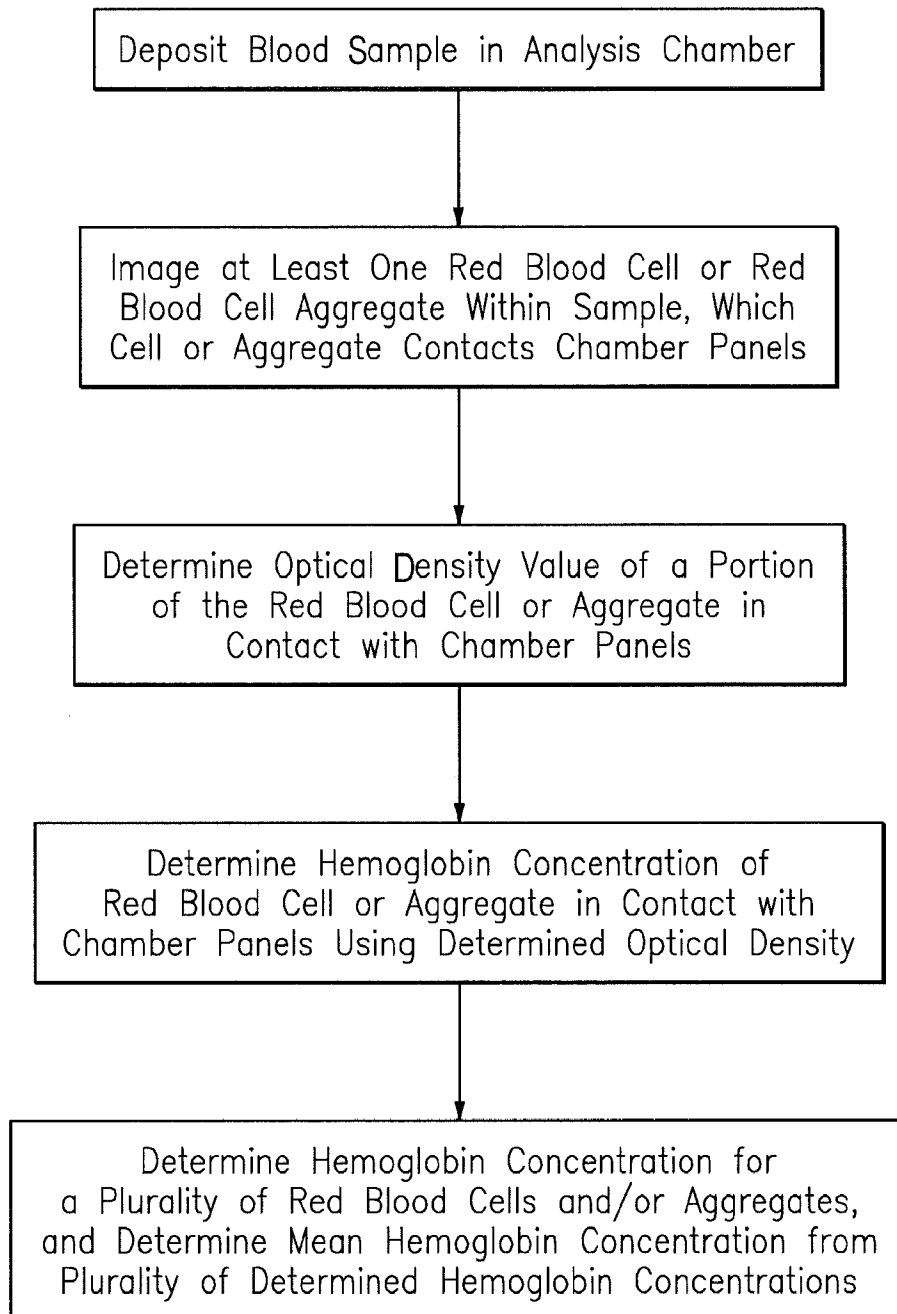 Deposit Blood Sample in Analysis Chamber
Image at Least One Red Blood Cell or Red
Blood Cell Aggregate Within Sample, Which
Cell or Aggregate Contacts Chamber Panels
Determine Optical Density Value of a Portion
of the Red Blood Cell or Aggregate in
Contact with Chamber Panels
Determine Hemoglobin Concentration of
Red Blood Cell or Aggregate in Contact with
Chamber Panels Using Determined Optical Density
Determine Hemoglobin Concentration for
a Plurality of Red Blood Cells and/or Aggregates,
and Determine Mean Hemoglobin Concentration from
Plurality of Determined Hemoglobin Concentrations